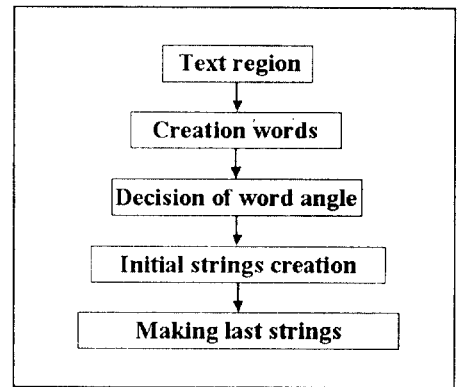 Text region
Creation words
Decision of word angle
Initial strings creation
Making last strings